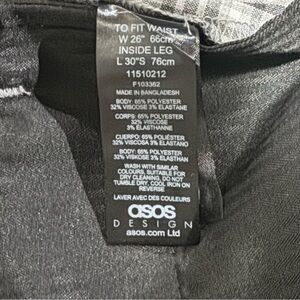 TO FIT WAIST
W 26" 66cm
INSIDE LEG
L 30"S 76cm
11510212
F103362
MADE IN BANGLADESH
BODY: 65% POLYESTER
32% VISCOSE 3% ELASTANE
CORPS: 65% POLYESTER
32% VISCOSE
3% ELASTHANNE
CUERPO: 65% POLIÉSTER
32% VISCOSA 3% ELASTANO
BODY: 65% POLYESTER
32% VISKOSE 3% ELASTAN
WASH WITH SIMILAR
COLOURS, SUITABLE FOR
DRY CLEANING, DO NOT
TUMBLE DRY, COOL IRON ON
REVERSE
LAVER AVEC DES COULEURS
asos
DESIGN
asos.com Ltd